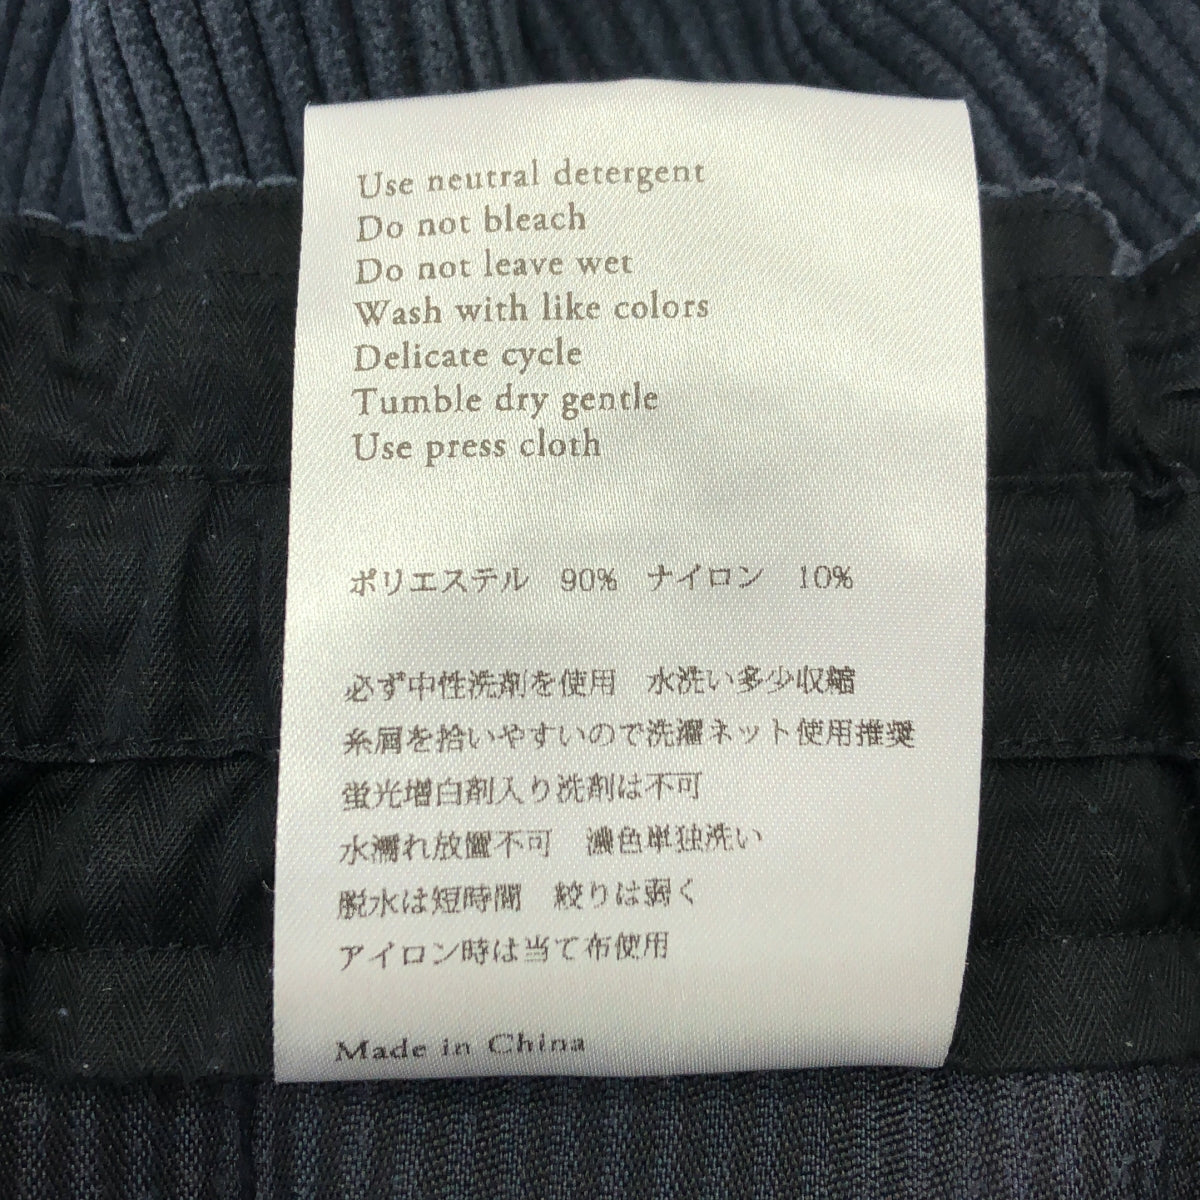 Use neutral detergent
Do not bleach
Do not leave wet
Wash with like colors
Delicate cycle
Tumble dry gentle
Use press cloth
ポリエステル　90%　ナイロン　10%
必ず中性洗剤を使用　水洗い多少収縮
糸屑を拾いやすいので洗濯ネット使用推奨
蛍光増白剤入り洗剤は不可
水濡れ放置不可　濃色単独洗い
脱水は短時間　絞りは弱く
アイロン時は当て布使用
Made in China